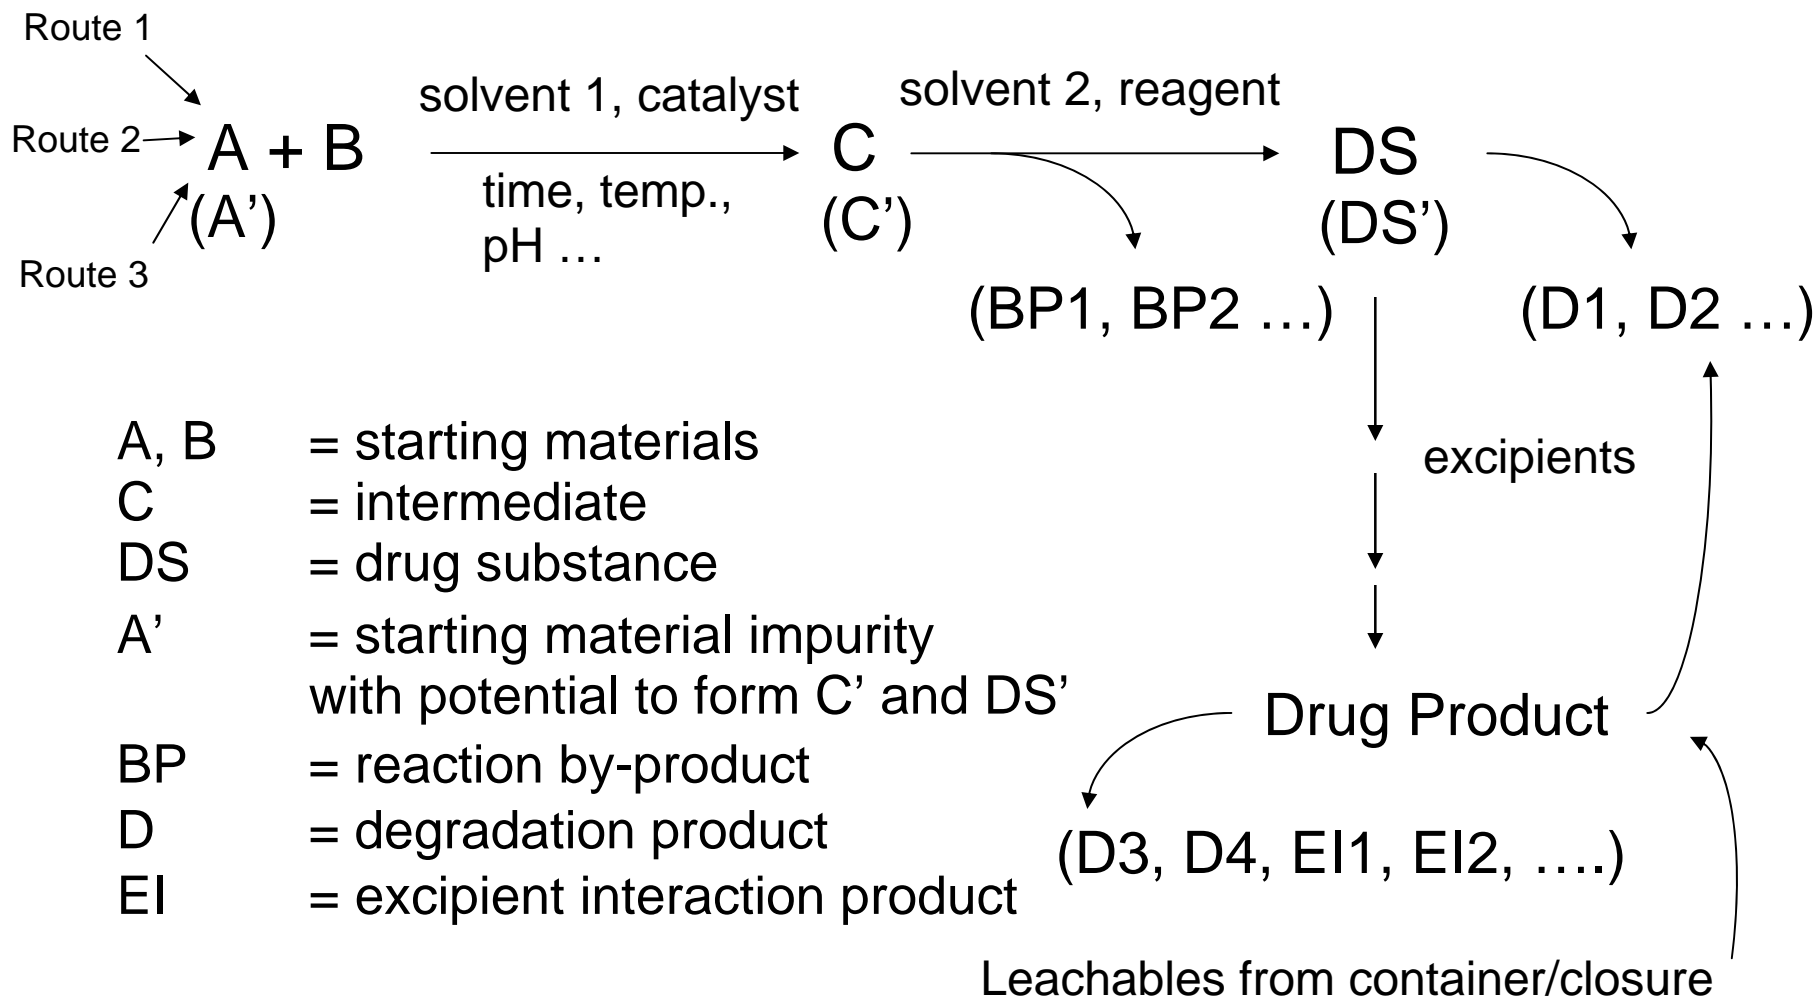 Route 1
solvent 1, catalyst
solvent 2, reagent
Route 2
A + B
C
DS
(A’)
time, temp.,
pH …
(C’)
(DS’)
Route 3
(BP1, BP2 …)
(D1, D2 …)
A, B = starting materials
C = intermediate
DS = drug substance
A’ = starting material impurity
with potential to form C’ and DS’
BP = reaction by-product
D = degradation product
EI = excipient interaction product
excipients
Drug Product
(D3, D4, EI1, EI2, ….)
Leachables from container/closure